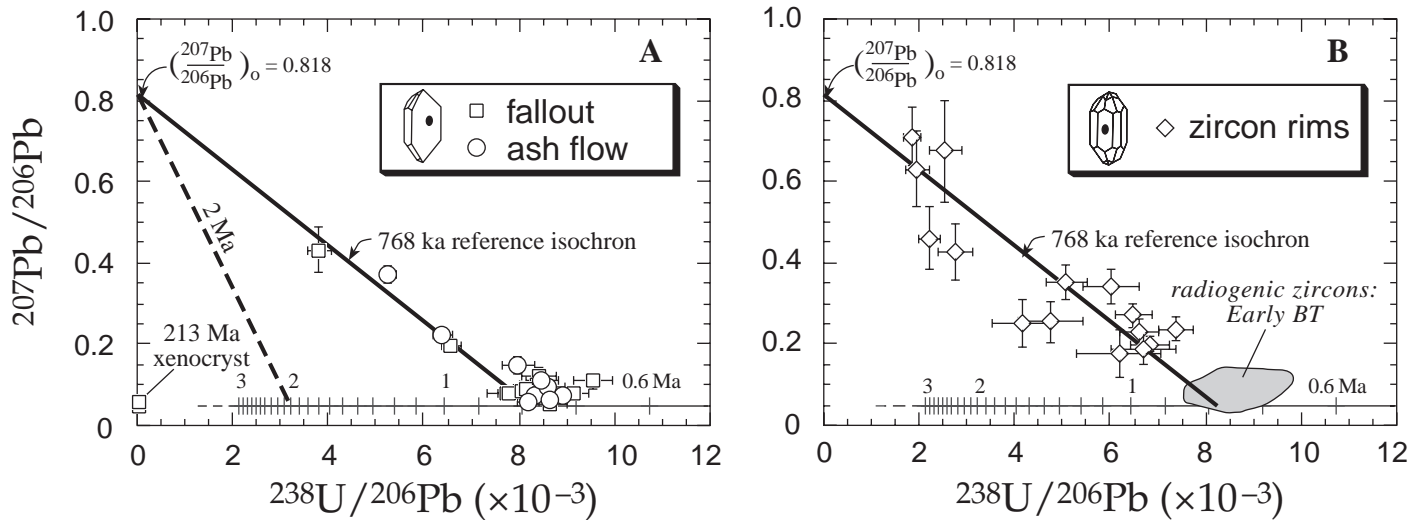 A
1.0
0.8
0.6
0.4
0.2
0
207Pb/206Pb
(207Pb/206Pb)o = 0.818
fallout
ash flow
2 Ma
768 ka reference isochron
213 Ma
xenocryst
3 2 1 0.6 Ma
0 2 4 6 8 10 12
238U/206Pb (×10–3)
B
1.0
0.8
0.6
0.4
0.2
0
(207Pb/206Pb)o = 0.818
zircon rims
768 ka reference isochron
radiogenic zircons:
Early BT
3 2 1 0.6 Ma
0 2 4 6 8 10 12
238U/206Pb (×10–3)